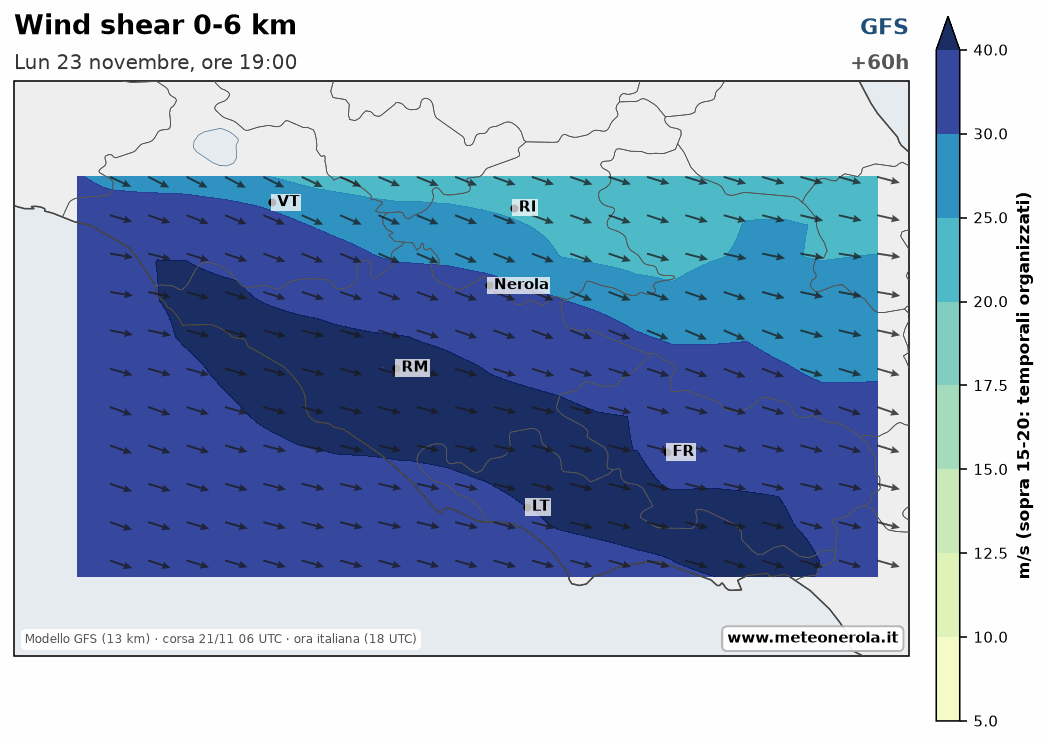 Wind shear 0-6 km
GFS
Lun 23 novembre, ore 19:00
+60h
VT
RI
Nerola
RM
FR
LT
Modello GFS (13 km) · corsa 21/11 06 UTC · ora italiana (18 UTC)
www.meteonerola.it
40.0
30.0
25.0
20.0
17.5
15.0
12.5
10.0
5.0
m/s (sopra 15-20: temporali organizzati)